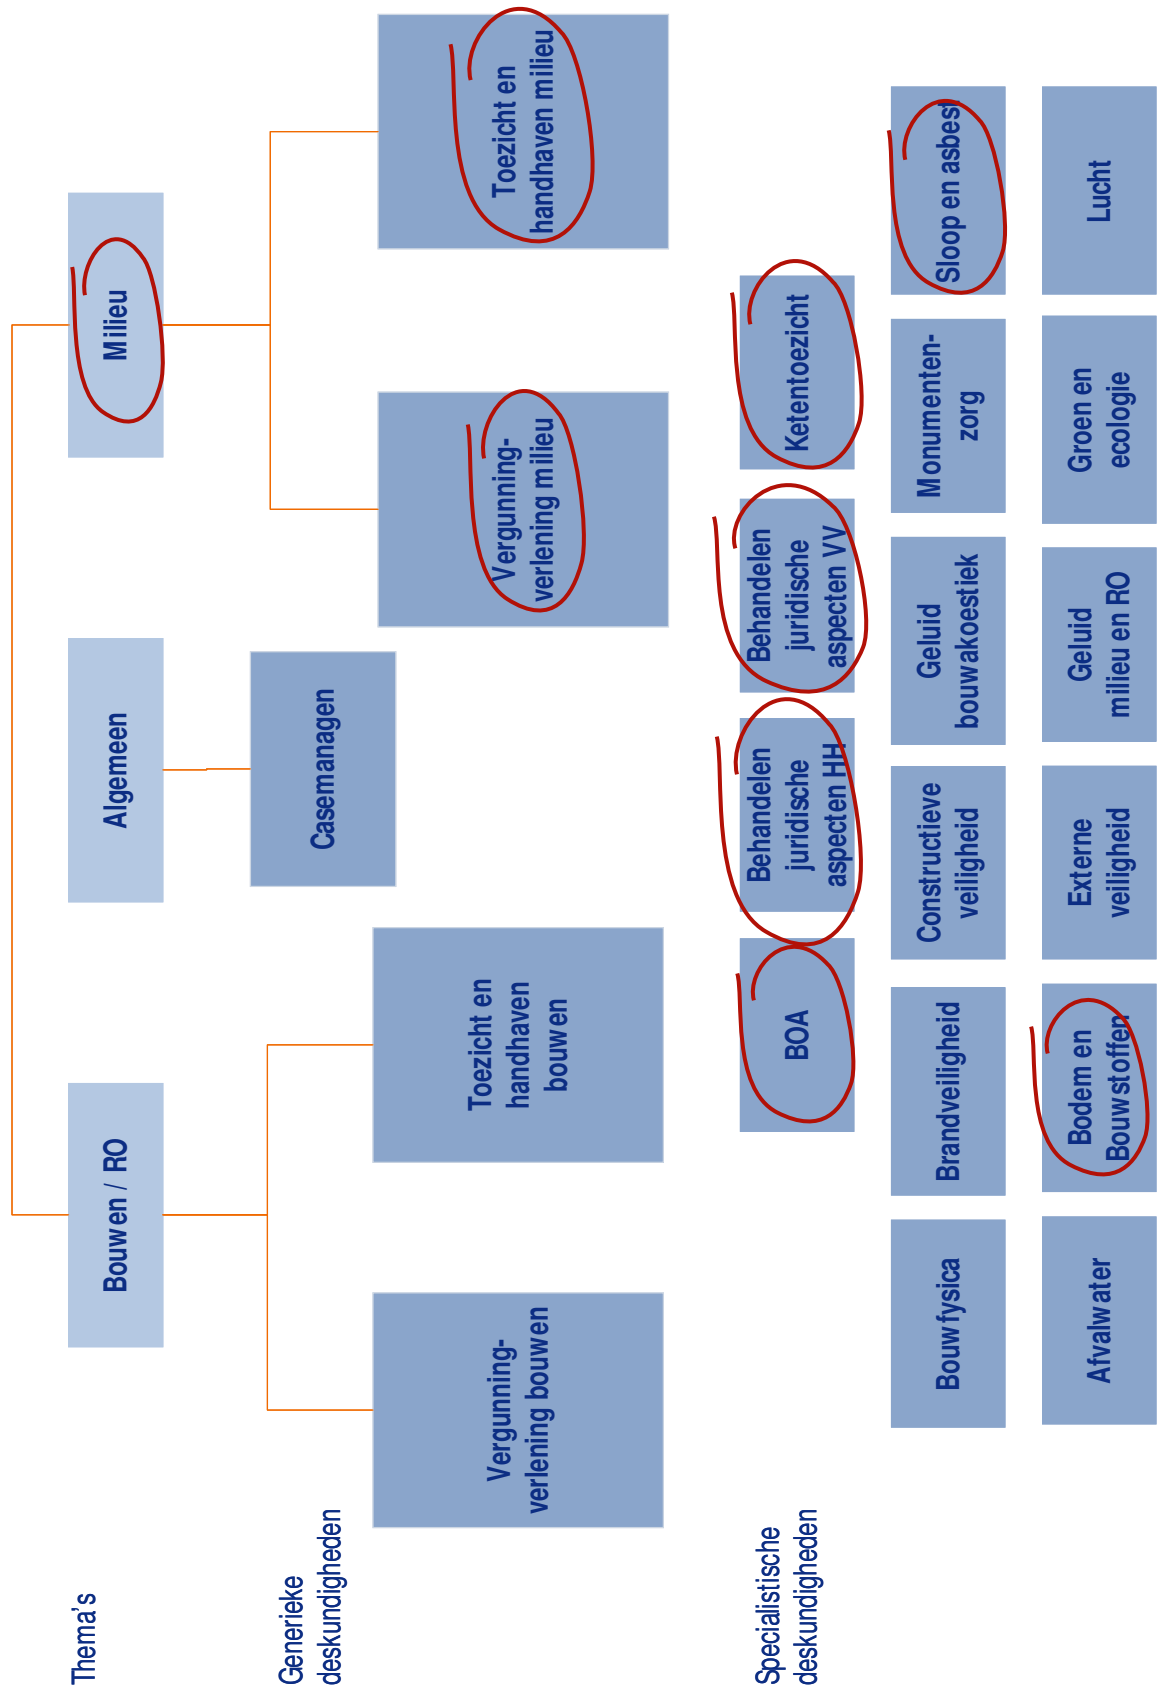 Thema's
Bouwen / RO
Algemeen
Milieu
Generieke
deskundigheden
Casemanagen
Vergunning-
verlening bouwen
Toezicht en
handhaven
bouwen
Vergunning-
verlening milieu
Toezicht en
handhaven milieu
Specialistische
deskundigheden
BOA
Behandelen
juridische
aspecten HH
Behandelen
juridische
aspecten VV
Ketentoezicht
Bouwfysica
Brandveiligheid
Constructieve
veiligheid
Geluid
bouwakoestiek
Monumenten-
zorg
Sloop en asbest
Afvalwater
Bodem en
Bouwstoffen
Externe
veiligheid
Geluid
milieu en RO
Groen en
ecologie
Lucht